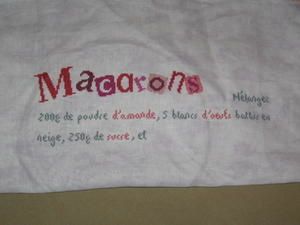 Macarons
Mélangez
200g de poudre d'amande, 5 blancs d'oeufs battus en
neige, 250g de sucre, et